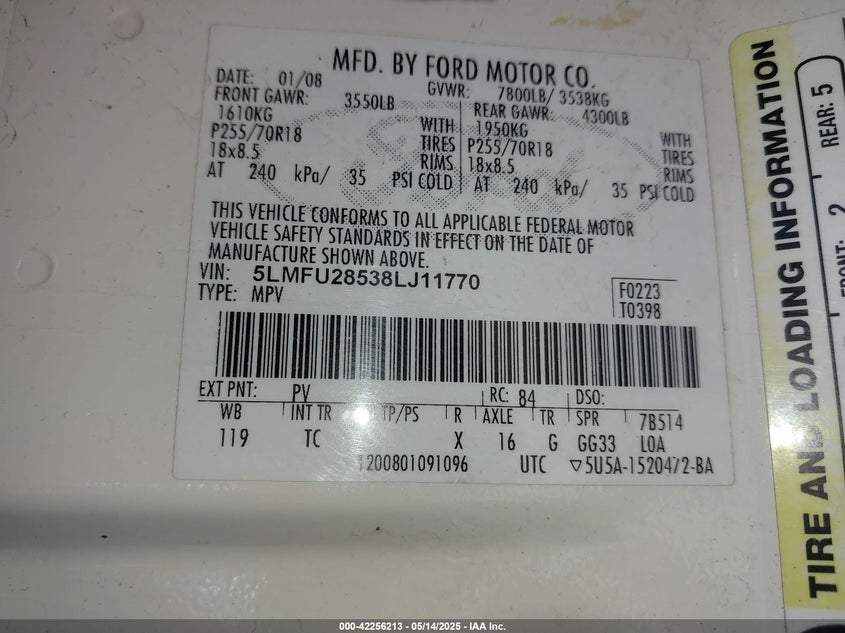 MFD. BY FORD MOTOR CO.
DATE: 01/08 GVWR: 7800LB/ 3538KG
FRONT GAWR: 3550LB REAR GAWR: 4300LB
1610KG WITH 1950KG WITH
P255/70R18 TIRES P255/70R18 TIRES
18x8.5 RIMS 18x8.5 RIMS
AT 240 kPa/ 35 PSI COLD AT 240 kPa/ 35 PSI COLD
Ford
THIS VEHICLE CONFORMS TO ALL APPLICABLE FEDERAL MOTOR
VEHICLE SAFETY STANDARDS IN EFFECT ON THE DATE OF
MANUFACTURE SHOWN ABOVE.
VIN: 5LMFU28538LJ11770
TYPE: MPV
F0223
T0398
EXT PNT: PV RC: 84 DSO:
WB INT TR TP/PS R AXLE TR SPR 7B514
119 TC X 16 G GG33 LOA
1200801091096 UTC ▽5U5A-1520472-BA
TIRE AND LOADING INFORMATION
FRONT: 2 REAR: 5
000-42256213 - 05/14/2025 - IAA Inc.